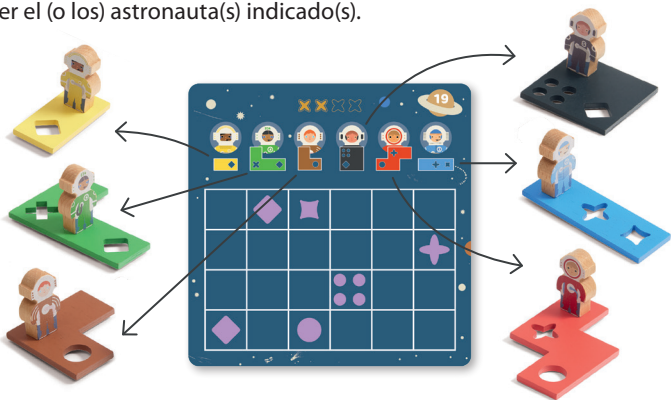 er el (o los) astronauta(s) indicado(s).
19